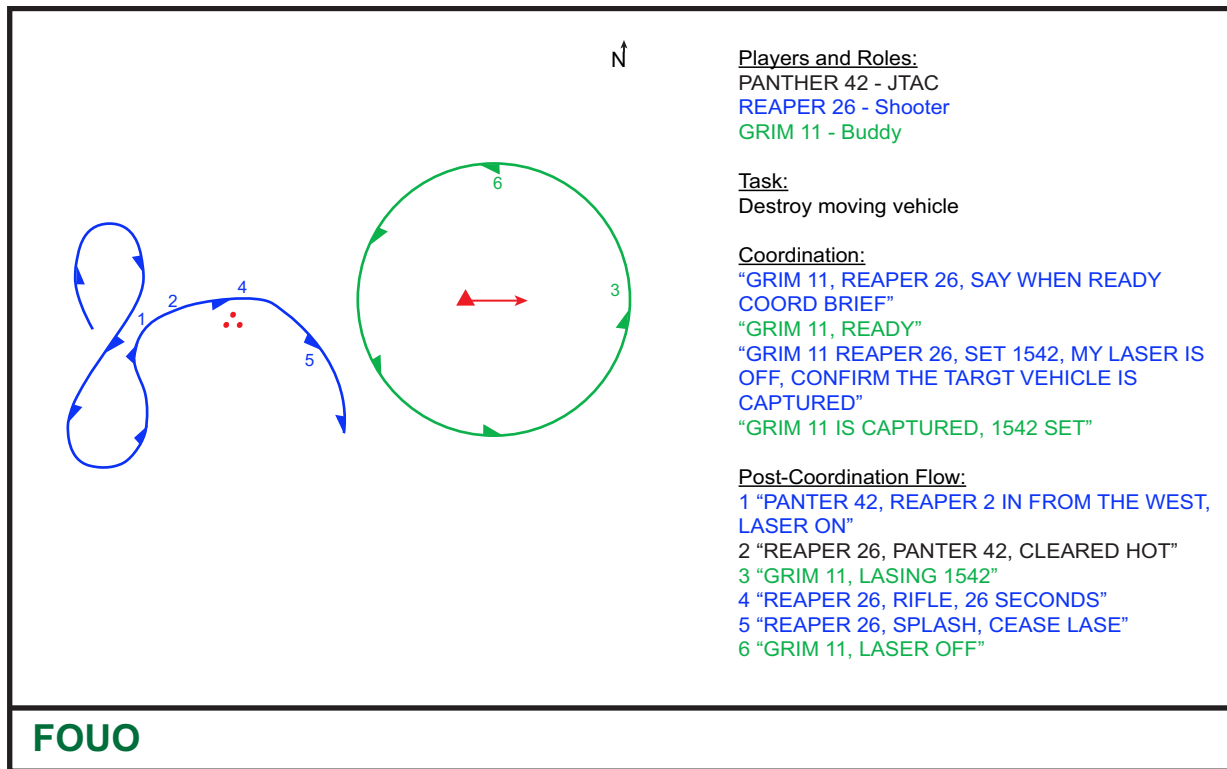 N
Players and Roles:
PANTHER 42 - JTAC
REAPER 26 - Shooter
GRIM 11 - Buddy
Task:
Destroy moving vehicle
Coordination:
“GRIM 11, REAPER 26, SAY WHEN READY
COORD BRIEF”
“GRIM 11, READY”
“GRIM 11 REAPER 26, SET 1542, MY LASER IS
OFF, CONFIRM THE TARGT VEHICLE IS
CAPTURED”
“GRIM 11 IS CAPTURED, 1542 SET”
Post-Coordination Flow:
1 “PANTER 42, REAPER 2 IN FROM THE WEST,
LASER ON”
2 “REAPER 26, PANTER 42, CLEARED HOT”
3 “GRIM 11, LASING 1542”
4 “REAPER 26, RIFLE, 26 SECONDS”
5 “REAPER 26, SPLASH, CEASE LASE”
6 “GRIM 11, LASER OFF”
6
3
4
2
1
5
FOUO